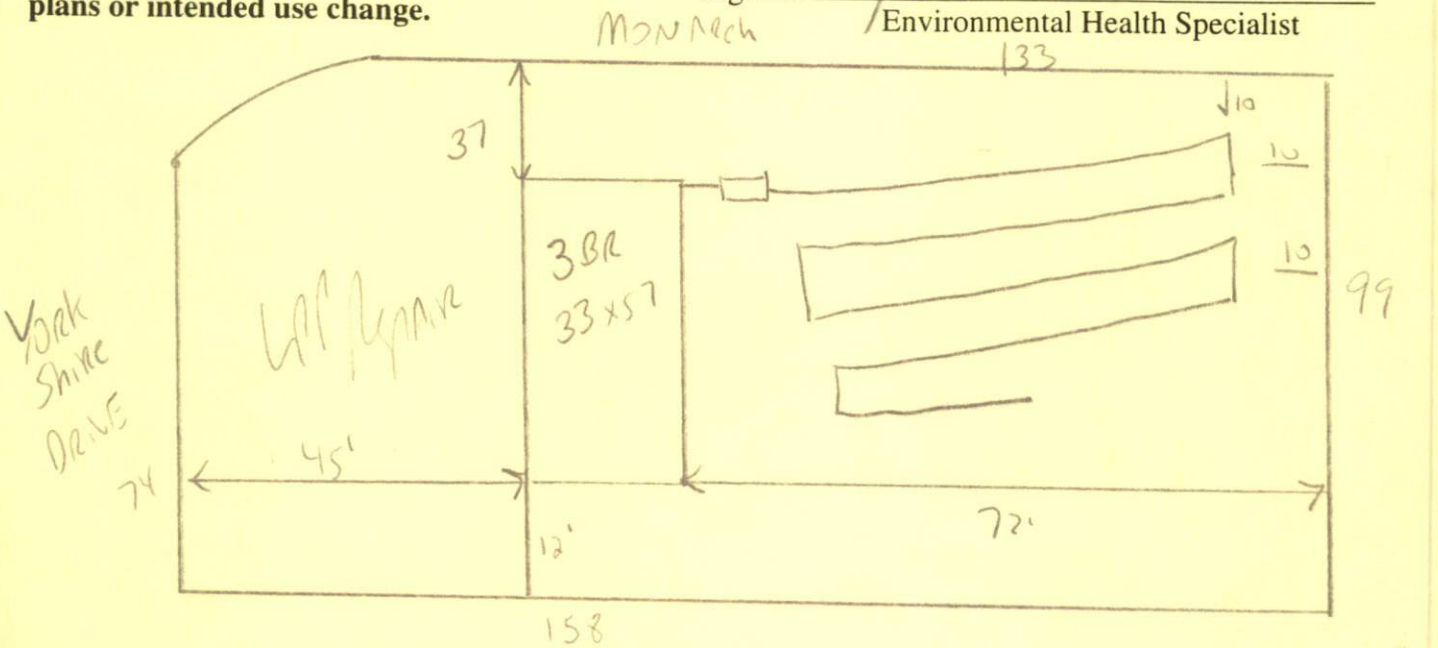 plans or intended use change.
/Environmental Health Specialist
MONARch
133
↓10
37
10
3BR
33x57
10
99
YORK
ShiRe
DRIVE
74
45'
72'
12'
158